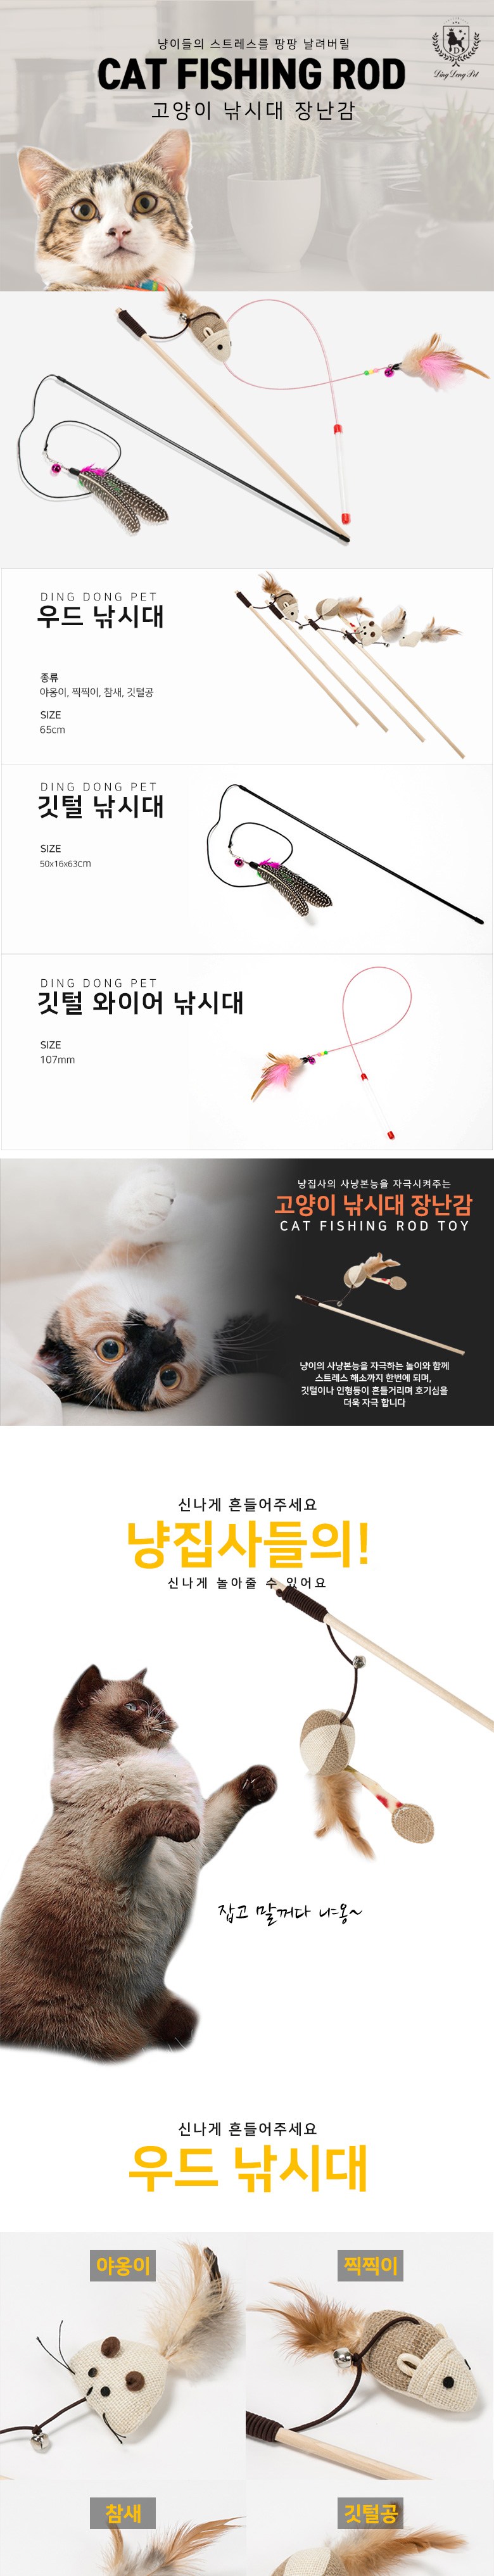 냥이들의 스트레스를 팡팡 날려버릴
CAT FISHING ROD
고양이 낚시대 장난감
Ding Dong Pet
DING DONG PET
우드 낚시대
종류
야옹이, 찍찍이, 참새, 깃털공
SIZE
65cm
DING DONG PET
깃털 낚시대
SIZE
50x16x63cm
DING DONG PET
깃털 와이어 낚시대
SIZE
107mm
냥집사의 사냥본능을 자극시켜주는
고양이 낚시대 장난감
CAT FISHING ROD TOY
냥이의 사냥본능을 자극하는 놀이와 함께
스트레스 해소까지 한번에 되며,
깃털이나 인형등이 흔들거리며 호기심을
더욱 자극 합니다
신나게 흔들어주세요
냥집사들의!
신나게 놀아줄 수 있어요
잡고 말꺼다 냐옹~
신나게 흔들어주세요
우드 낚시대
야옹이
찍찍이
참새
깃털공